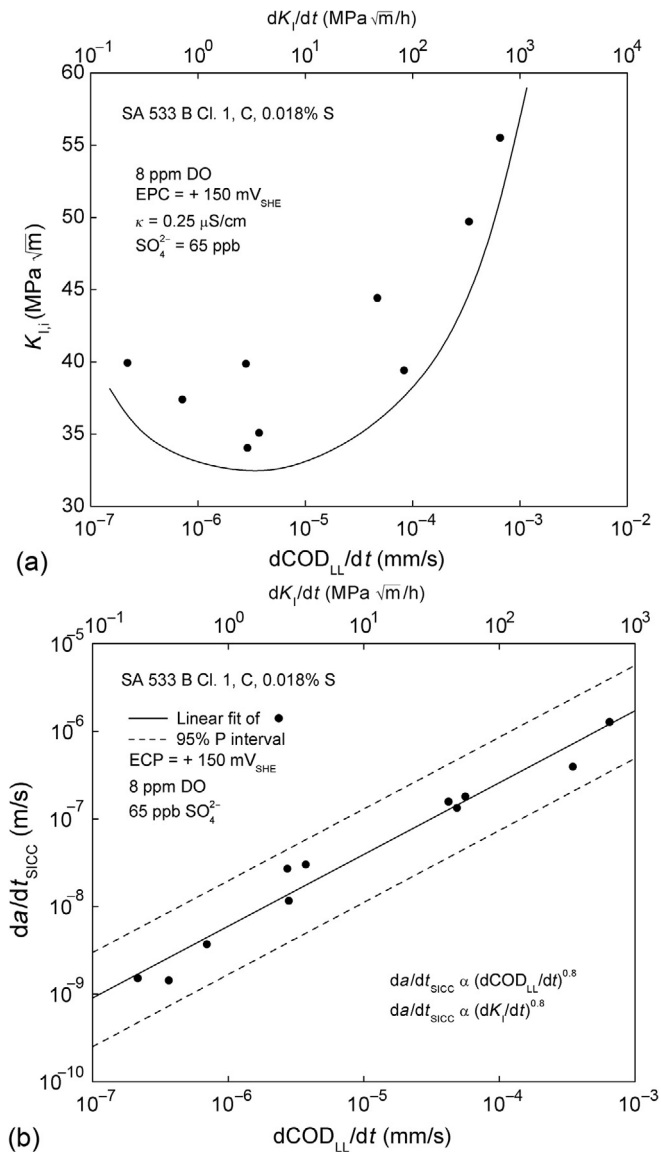 dK_I/dt (MPa √m/h)
10^−1 10^0 10^1 10^2 10^3 10^4
60
55
50
45
40
35
30
K_I,i (MPa √m)
SA 533 B Cl. 1, C, 0.018% S
8 ppm DO
EPC = + 150 mV_SHE
κ = 0.25 μS/cm
SO_4^2− = 65 ppb
10^−7 10^−6 10^−5 10^−4 10^−3 10^−2
(a)
dCOD_LL/dt (mm/s)
dK_I/dt (MPa √m/h)
10^−1 10^0 10^1 10^2 10^3
10^−5
10^−6
10^−7
10^−8
10^−9
10^−10
da/dt_SICC (m/s)
SA 533 B Cl. 1, C, 0.018% S
Linear fit of ●
95% P interval
ECP = + 150 mV_SHE
8 ppm DO
65 ppb SO_4^2−
da/dt_SICC α (dCOD_LL/dt)^0.8
da/dt_SICC α (dK_I/dt)^0.8
10^−7 10^−6 10^−5 10^−4 10^−3
(b)
dCOD_LL/dt (mm/s)